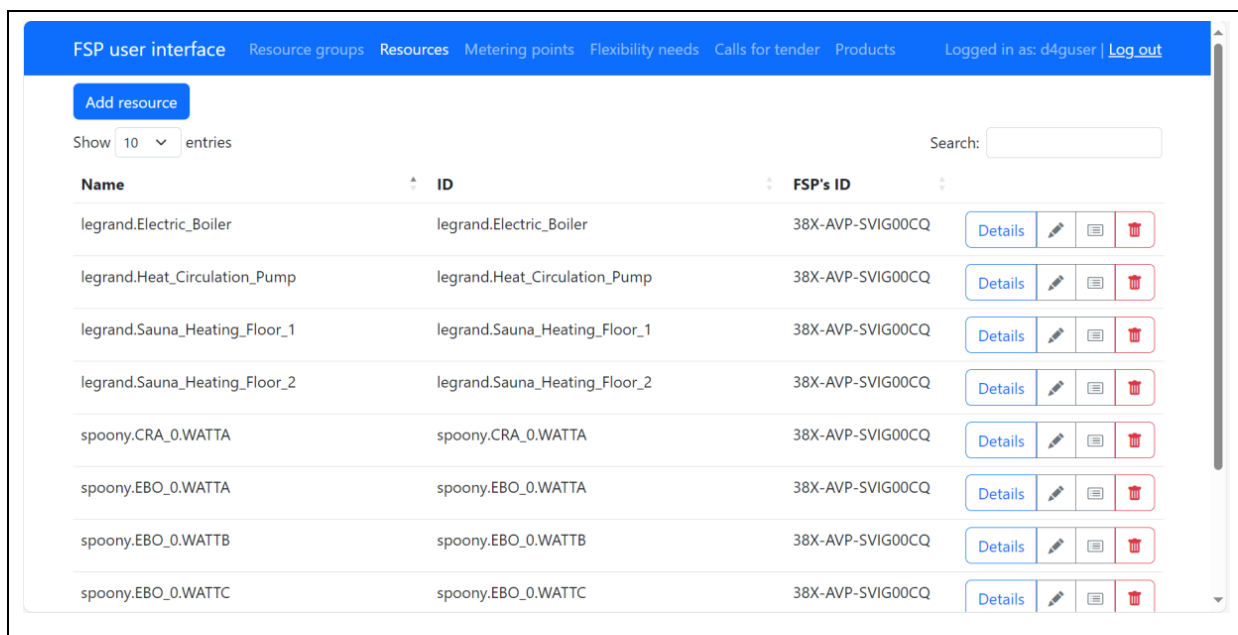 FSP user interface Resource groups Resources Metering points Flexibility needs Calls for tender Products Logged in as: d4guser | Log out
Add resource
Show 10 entries Search:
Name ID FSP's ID
legrand.Electric_Boiler legrand.Electric_Boiler 38X-AVP-SVIG00CQ Details
legrand.Heat_Circulation_Pump legrand.Heat_Circulation_Pump 38X-AVP-SVIG00CQ Details
legrand.Sauna_Heating_Floor_1 legrand.Sauna_Heating_Floor_1 38X-AVP-SVIG00CQ Details
legrand.Sauna_Heating_Floor_2 legrand.Sauna_Heating_Floor_2 38X-AVP-SVIG00CQ Details
spoony.CRA_0.WATTA spoony.CRA_0.WATTA 38X-AVP-SVIG00CQ Details
spoony.EBO_0.WATTA spoony.EBO_0.WATTA 38X-AVP-SVIG00CQ Details
spoony.EBO_0.WATTB spoony.EBO_0.WATTB 38X-AVP-SVIG00CQ Details
spoony.EBO_0.WATTC spoony.EBO_0.WATTC 38X-AVP-SVIG00CQ Details